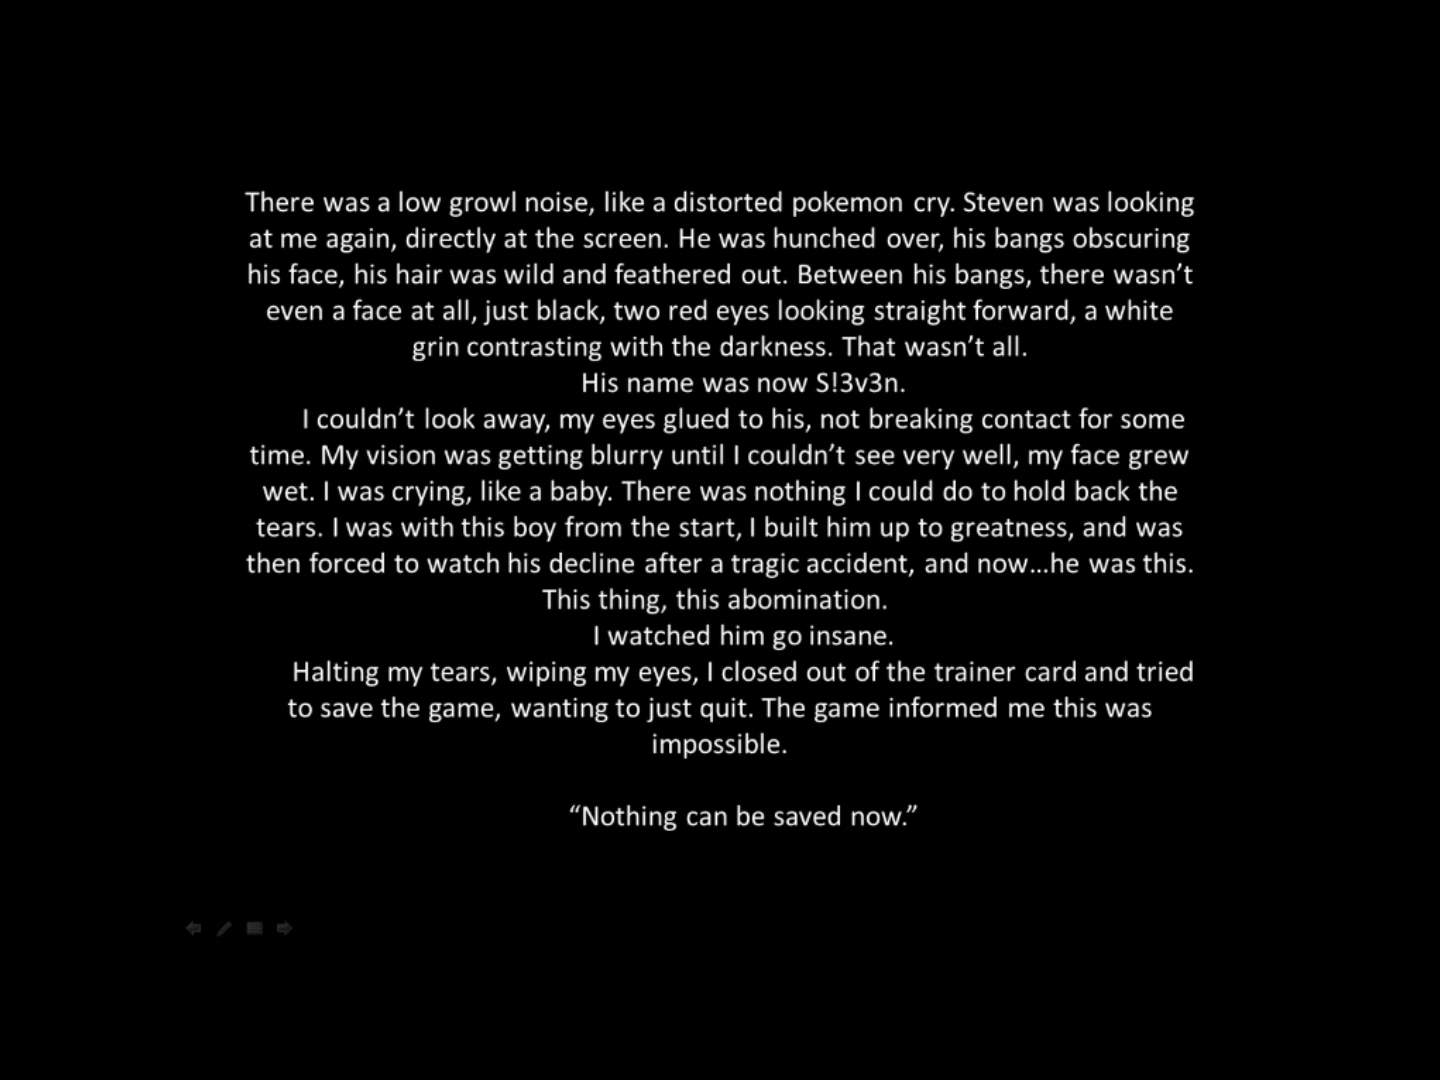 There was a low growl noise, like a distorted pokemon cry. Steven was looking
at me again, directly at the screen. He was hunched over, his bangs obscuring
his face, his hair was wild and feathered out. Between his bangs, there wasn’t
even a face at all, just black, two red eyes looking straight forward, a white
grin contrasting with the darkness. That wasn’t all.
His name was now S!3v3n.
I couldn’t look away, my eyes glued to his, not breaking contact for some
time. My vision was getting blurry until I couldn’t see very well, my face grew
wet. I was crying, like a baby. There was nothing I could do to hold back the
tears. I was with this boy from the start, I built him up to greatness, and was
then forced to watch his decline after a tragic accident, and now…he was this.
This thing, this abomination.
I watched him go insane.
Halting my tears, wiping my eyes, I closed out of the trainer card and tried
to save the game, wanting to just quit. The game informed me this was
impossible.
“Nothing can be saved now.”